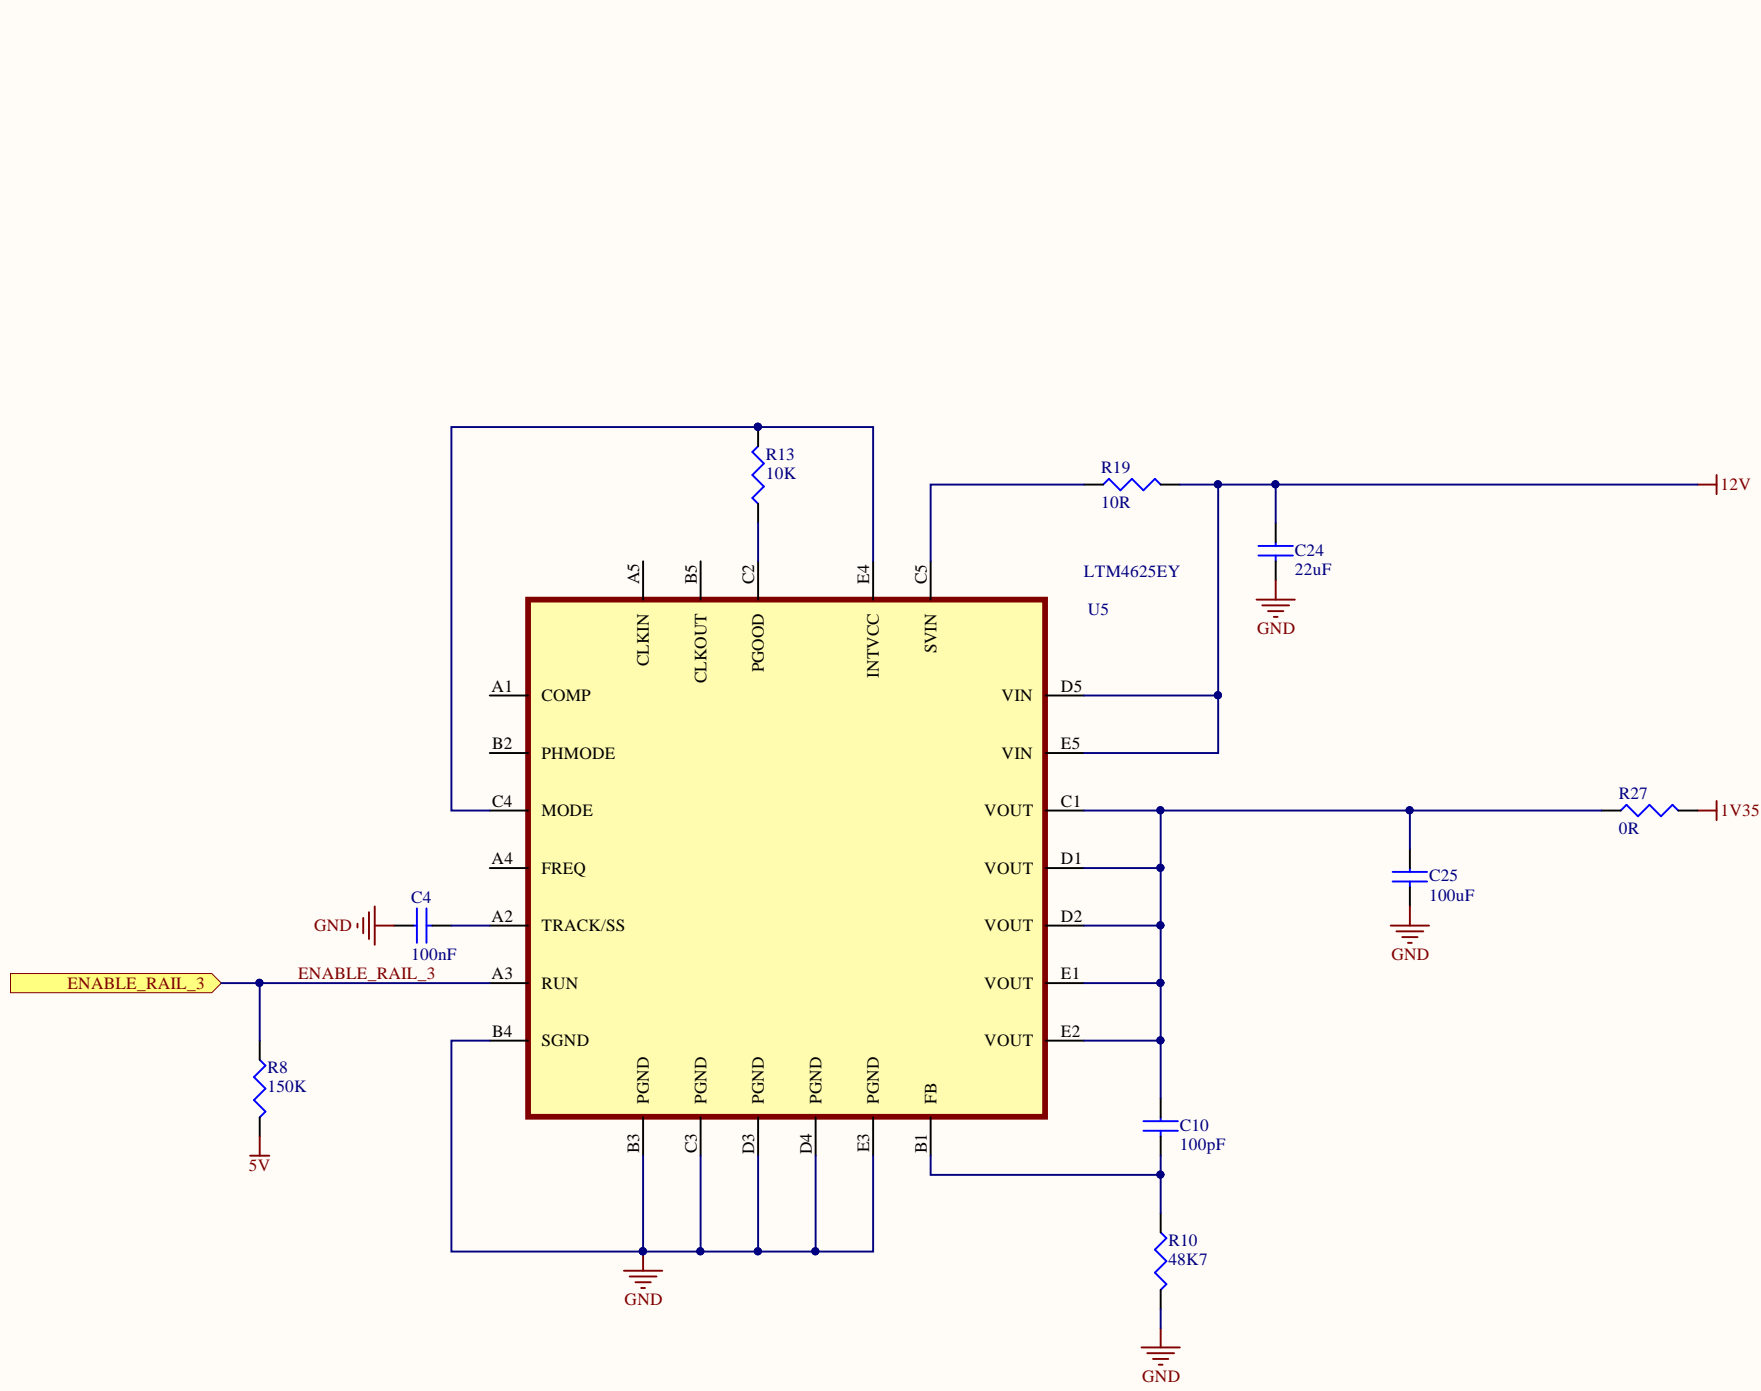 R13
10K
R19
10R
12V
C24
22uF
GND
LTM4625EY
U5
A5
B5
C2
E4
C5
CLKIN
CLKOUT
PGOOD
INTVCC
SVIN
A1
COMP
B2
PHMODE
C4
MODE
A4
FREQ
A2
TRACK/SS
A3
RUN
B4
SGND
VIN
D5
VIN
E5
VOUT
C1
VOUT
D1
VOUT
D2
VOUT
E1
VOUT
E2
R27
0R
1V35
C25
100uF
GND
C4
GND
100nF
ENABLE_RAIL_3
ENABLE_RAIL_3
R8
150K
5V
PGND
PGND
PGND
PGND
PGND
FB
B3
C3
D3
D4
E3
B1
C10
100pF
R10
48K7
GND
GND